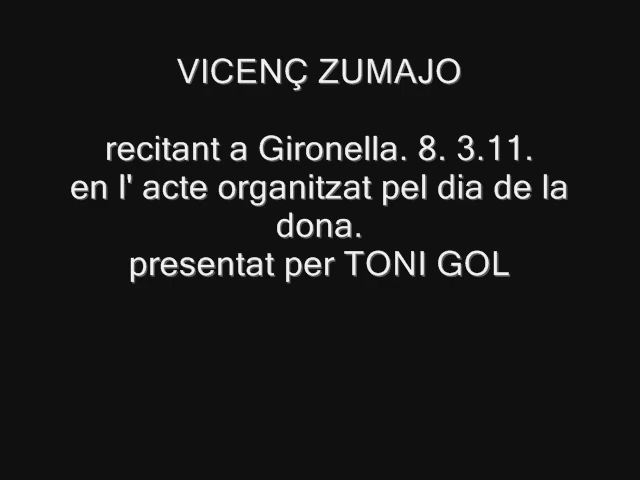 VICENÇ ZUMAJO
recitant a Gironella. 8. 3.11.
en l' acte organitzat pel dia de la
dona.
presentat per TONI GOL